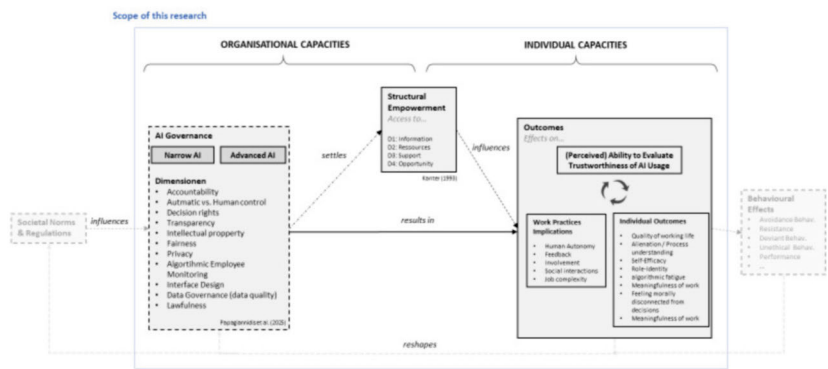 Scope of this research
ORGANISATIONAL CAPACITIES
INDIVIDUAL CAPACITIES
Societal Norms
& Regulations
influences
AI Governance
Narrow AI
Advanced AI
Dimensionen
• Accountability
• Autmatic vs. Human control
• Decision rights
• Transparency
• Intellectual propperty
• Fairness
• Privacy
• Algortihmic Employee
Monitoring
• Interface Design
• Data Governance (data quality)
• Lawfulness
settles
Structural
Empowerment
Access to...
D1: Information
D2: Ressources
D3: Support
D4: Opportunity
Kanter (1993)
influences
results in
Outcomes
Effects on...
(Perceived) Ability to Evaluate
Trustworthiness of AI Usage
Work Practices
Implications
• Human Autonomy
• Feedback
• Involvement
• Social interactions
• Job complexity
Individual Outcomes
• Quality of working life
• Alienation / Process
understanding
• Self-Efficacy
• Role-Identity
• algorithmic fatigue
• Meaningfulness of work
• Feeling morally
disconnected from
decisions
• Meaningfulness of work
Behavioural
Effects
• Avoidance Behav.
• Resistance
• Deviant Behav.
• Unethical Behav.
• Performance
• ...
reshapes